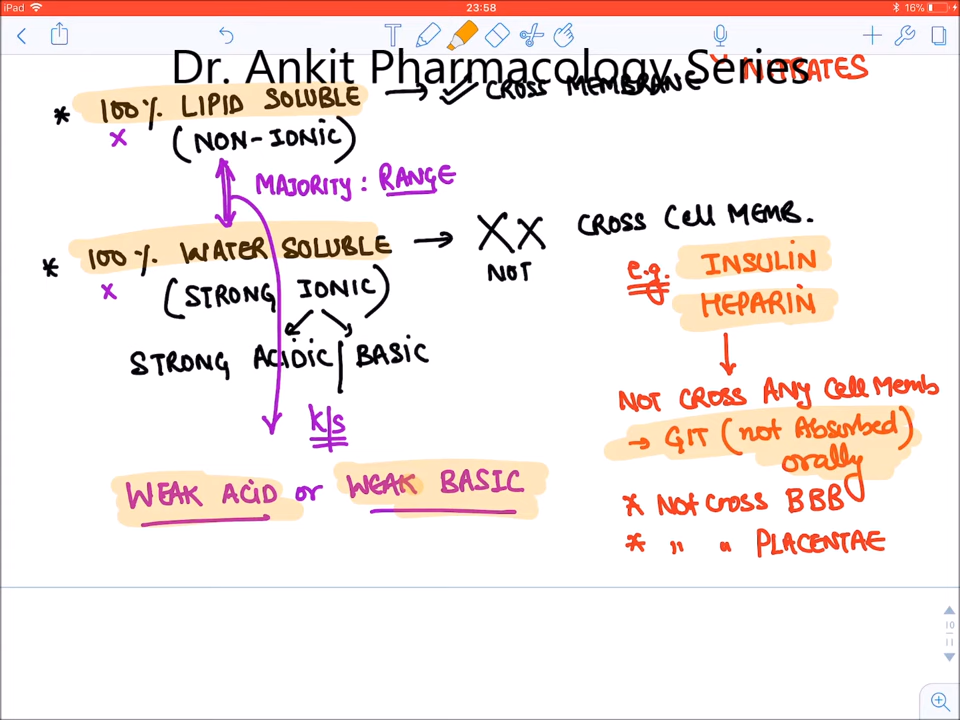 iPad 23:58 16%
Dr. Ankit Pharmacology Series
NITRATES
* 100% LIPID SOLUBLE → ✓ CROSS MEMBRANE
x (NON-IONIC)
MAJORITY: RANGE
* 100% WATER SOLUBLE → XX CROSS Cell MEMB.
NOT
x (STRONG IONIC)
e.g. INSULIN
HEPARIN
STRONG ACIDIC | BASIC
NOT CROSS ANY Cell Memb
k/s
→ GIT (not Absorbed)
orally
WEAK ACID or WEAK BASIC
* Not cross BBB
* " " PLACENTAE
10
11